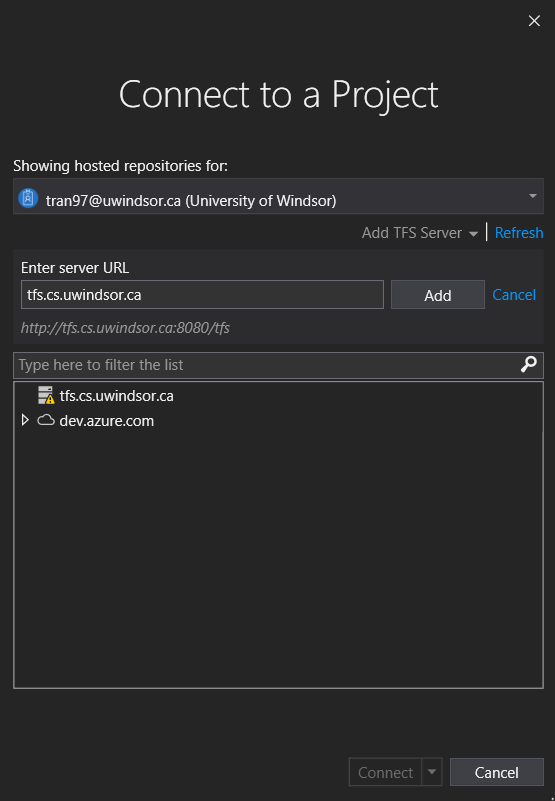 Connect to a Project
Showing hosted repositories for:
tran97@uwindsor.ca (University of Windsor)
Add TFS Server Refresh
Enter server URL
tfs.cs.uwindsor.ca Add Cancel
http://tfs.cs.uwindsor.ca:8080/tfs
Type here to filter the list
tfs.cs.uwindsor.ca
dev.azure.com
Connect Cancel